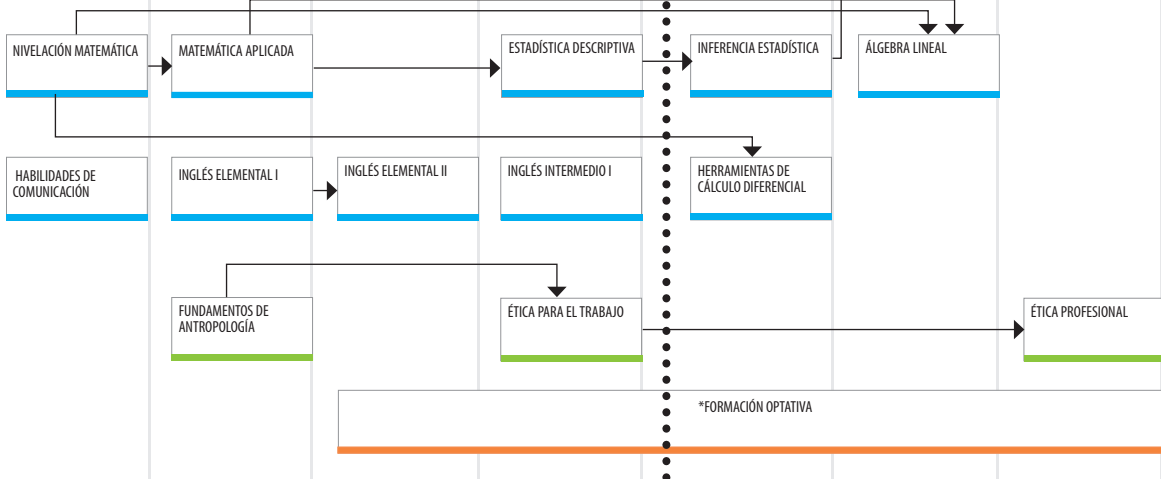 NIVELACIÓN MATEMÁTICA
MATEMÁTICA APLICADA
ESTADÍSTICA DESCRIPTIVA
INFERENCIA ESTADÍSTICA
ÁLGEBRA LINEAL
HABILIDADES DE
COMUNICACIÓN
INGLÉS ELEMENTAL I
INGLÉS ELEMENTAL II
INGLÉS INTERMEDIO I
HERRAMIENTAS DE
CÁLCULO DIFERENCIAL
FUNDAMENTOS DE
ANTROPOLOGÍA
ÉTICA PARA EL TRABAJO
ÉTICA PROFESIONAL
*FORMACIÓN OPTATIVA